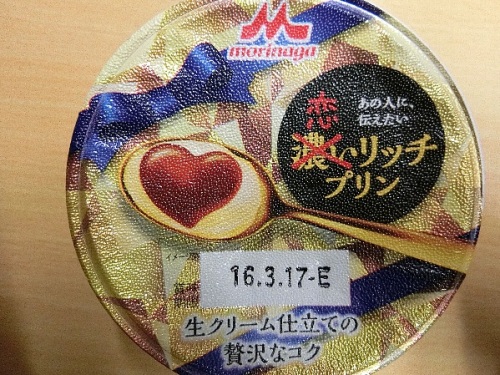 morinaga
恋
あの人に、
伝えたい
濃いリッチ
プリン
16.3.17-E
生クリーム仕立ての
贅沢なコク